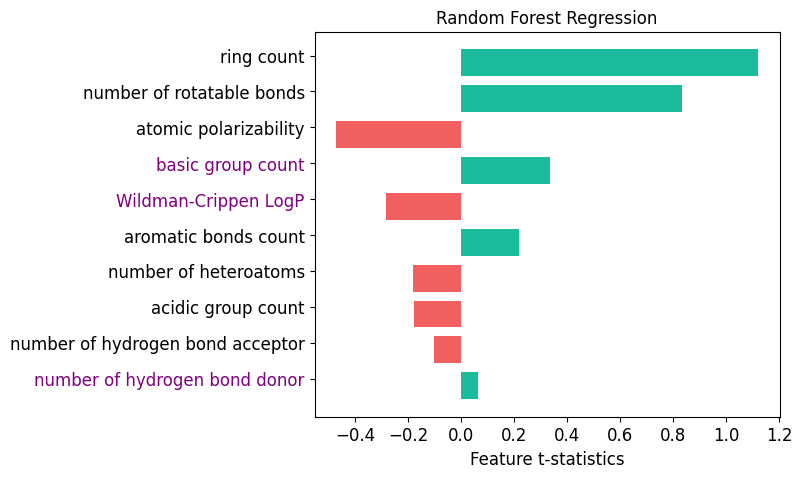 Random Forest Regression
ring count
number of rotatable bonds
atomic polarizability
basic group count
Wildman-Crippen LogP
aromatic bonds count
number of heteroatoms
acidic group count
number of hydrogen bond acceptor
number of hydrogen bond donor
−0.4 −0.2 0.0 0.2 0.4 0.6 0.8 1.0 1.2
Feature t-statistics